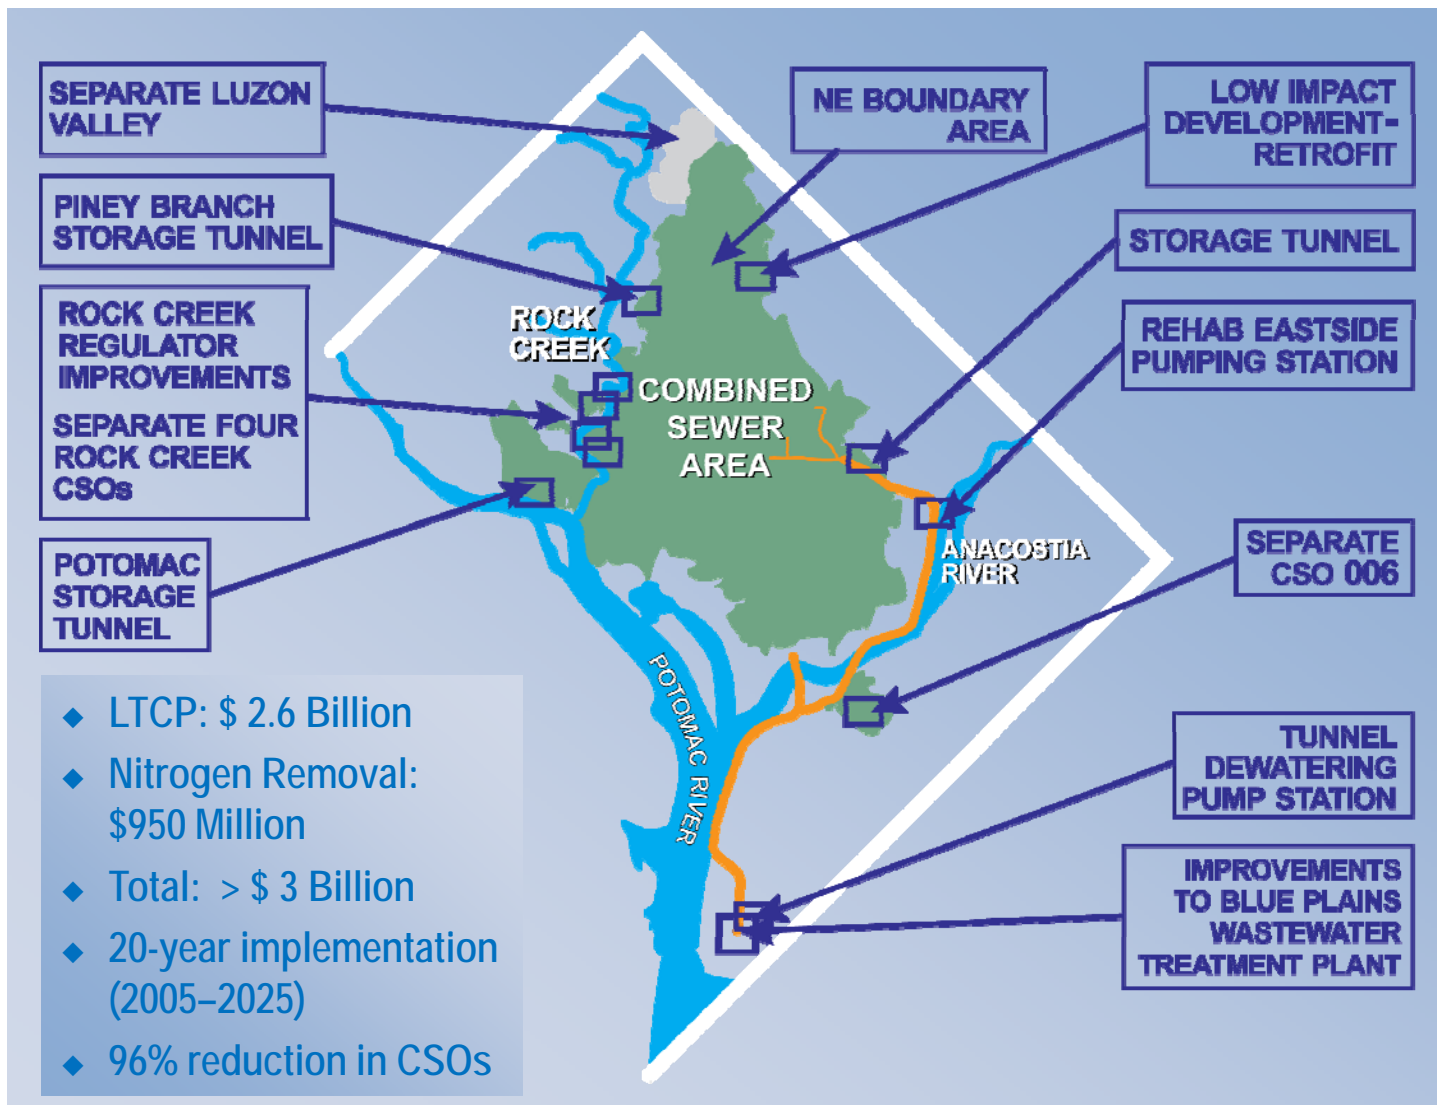 SEPARATE LUZON
VALLEY
PINEY BRANCH
STORAGE TUNNEL
ROCK CREEK
REGULATOR
IMPROVEMENTS
SEPARATE FOUR
ROCK CREEK
CSOs
POTOMAC
STORAGE
TUNNEL
NE BOUNDARY
AREA
LOW IMPACT
DEVELOPMENT-
RETROFIT
STORAGE TUNNEL
REHAB EASTSIDE
PUMPING STATION
SEPARATE
CSO 006
TUNNEL
DEWATERING
PUMP STATION
IMPROVEMENTS
TO BLUE PLAINS
WASTEWATER
TREATMENT PLANT
ROCK
CREEK
COMBINED
SEWER
AREA
ANACOSTIA
RIVER
POTOMAC RIVER
◆ LTCP: $ 2.6 Billion
◆ Nitrogen Removal:
$950 Million
◆ Total: > $ 3 Billion
◆ 20-year implementation
(2005–2025)
◆ 96% reduction in CSOs